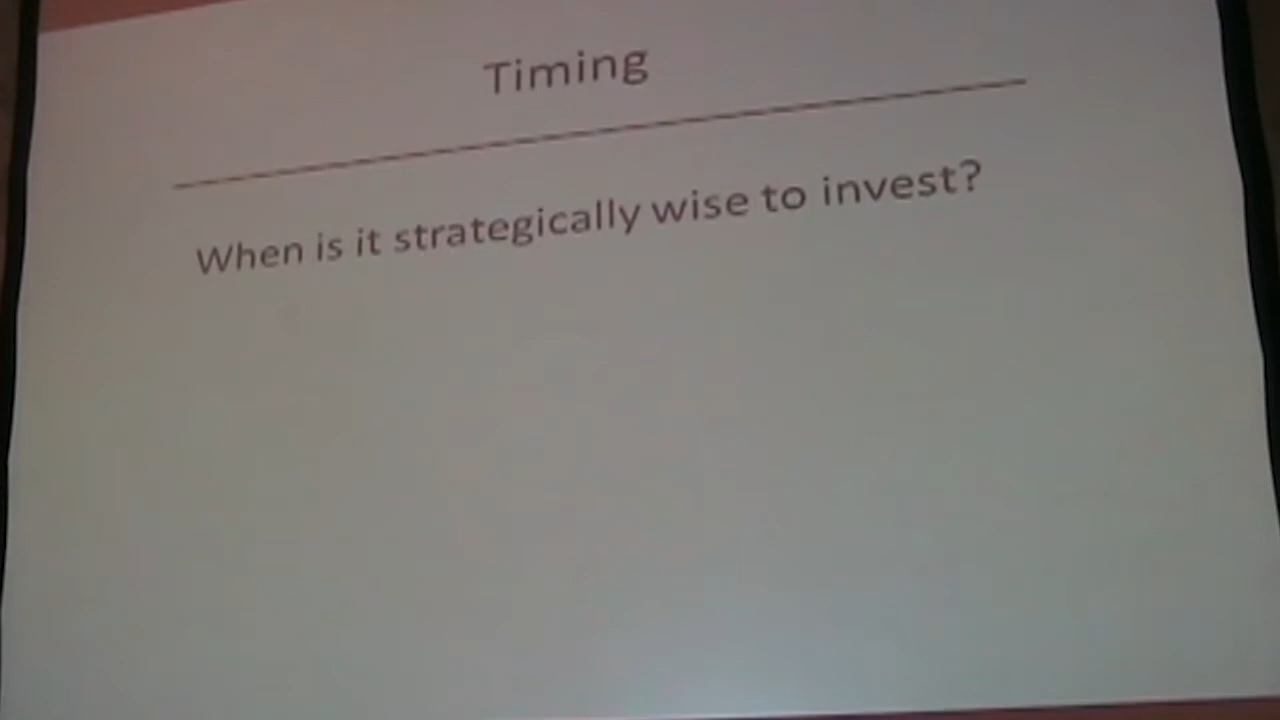 Timing
When is it strategically wise to invest?